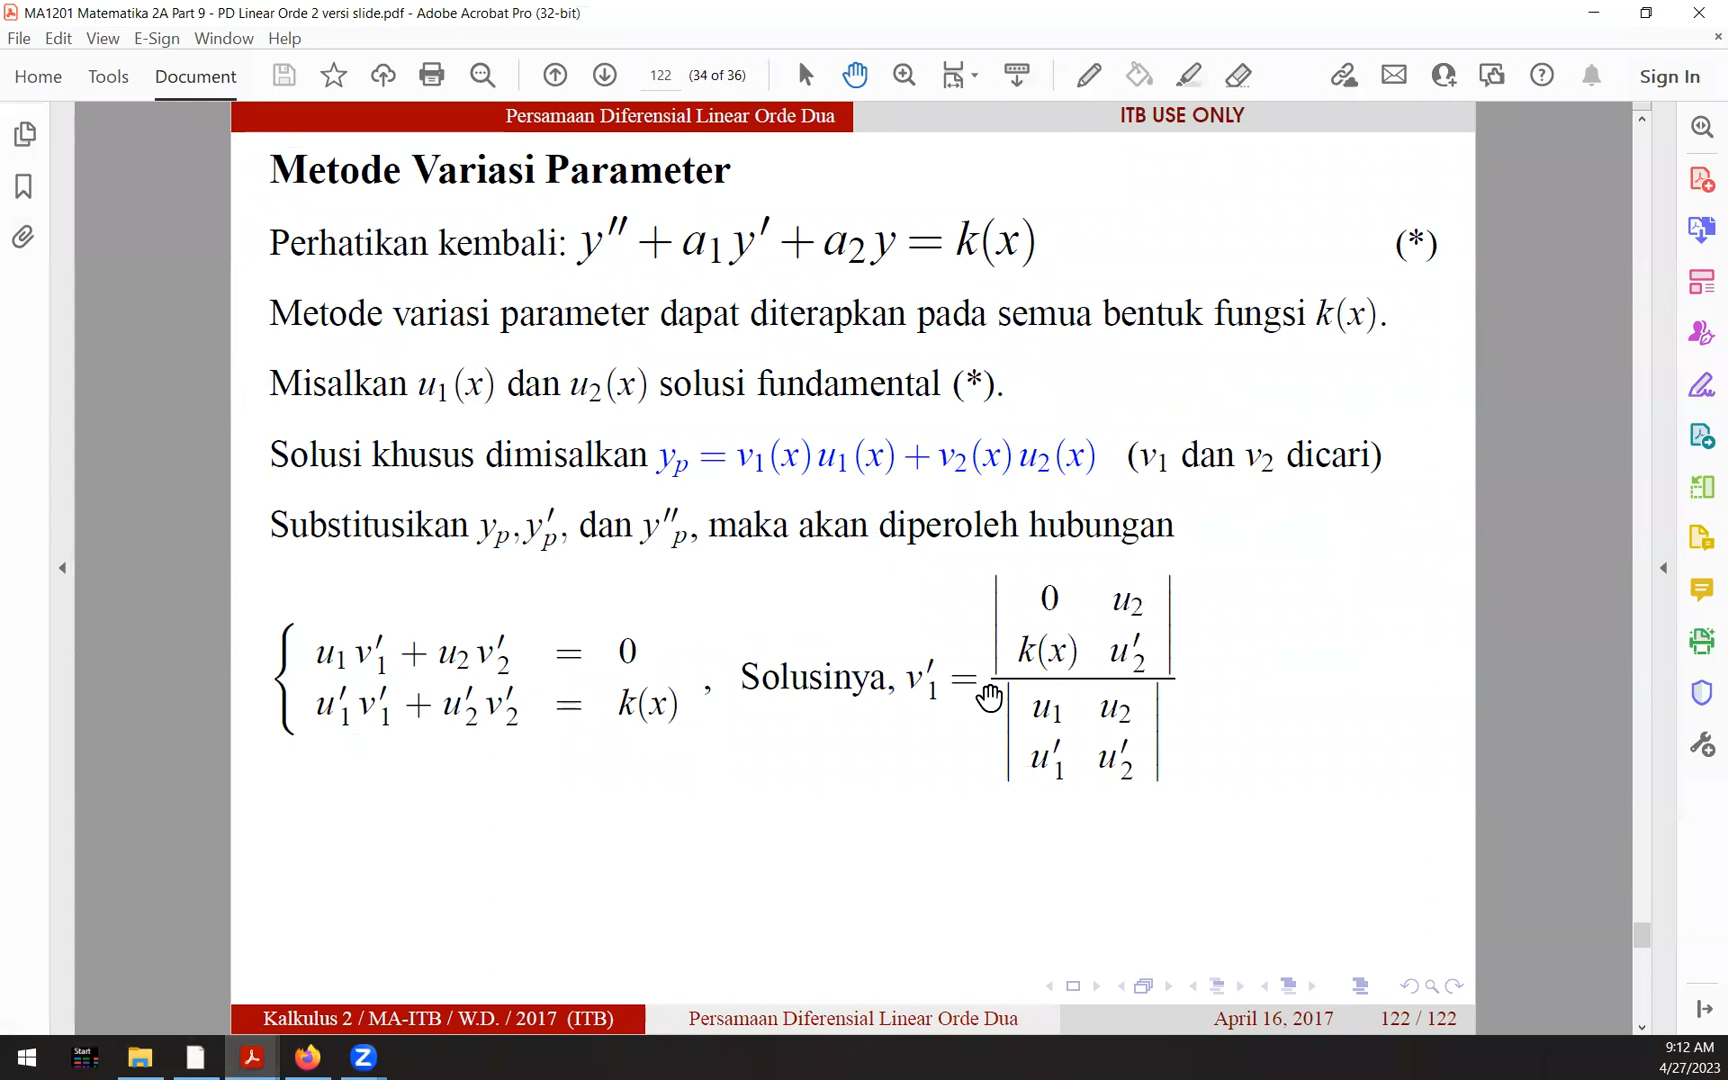 MA1201 Matematika 2A Part 9 - PD Linear Orde 2 versi slide.pdf - Adobe Acrobat Pro (32-bit)
File Edit View E-Sign Window Help
Home Tools Document 122 (34 of 36) Sign In
Persamaan Diferensial Linear Orde Dua ITB USE ONLY
Metode Variasi Parameter
Perhatikan kembali: y″ + a₁y′ + a₂y = k(x) (*)
Metode variasi parameter dapat diterapkan pada semua bentuk fungsi k(x).
Misalkan u₁(x) dan u₂(x) solusi fundamental (*).
Solusi khusus dimisalkan yₚ = v₁(x)u₁(x) + v₂(x)u₂(x) (v₁ dan v₂ dicari)
Substitusikan yₚ, y′ₚ, dan y″ₚ, maka akan diperoleh hubungan
u₁v′₁ + u₂v′₂ = 0
u′₁v′₁ + u′₂v′₂ = k(x)
, Solusinya, v′₁ =
0 u₂
k(x) u′₂
u₁ u₂
u′₁ u′₂
Kalkulus 2 / MA-ITB / W.D. / 2017 (ITB) Persamaan Diferensial Linear Orde Dua April 16, 2017 122 / 122
Start
9:12 AM
4/27/2023